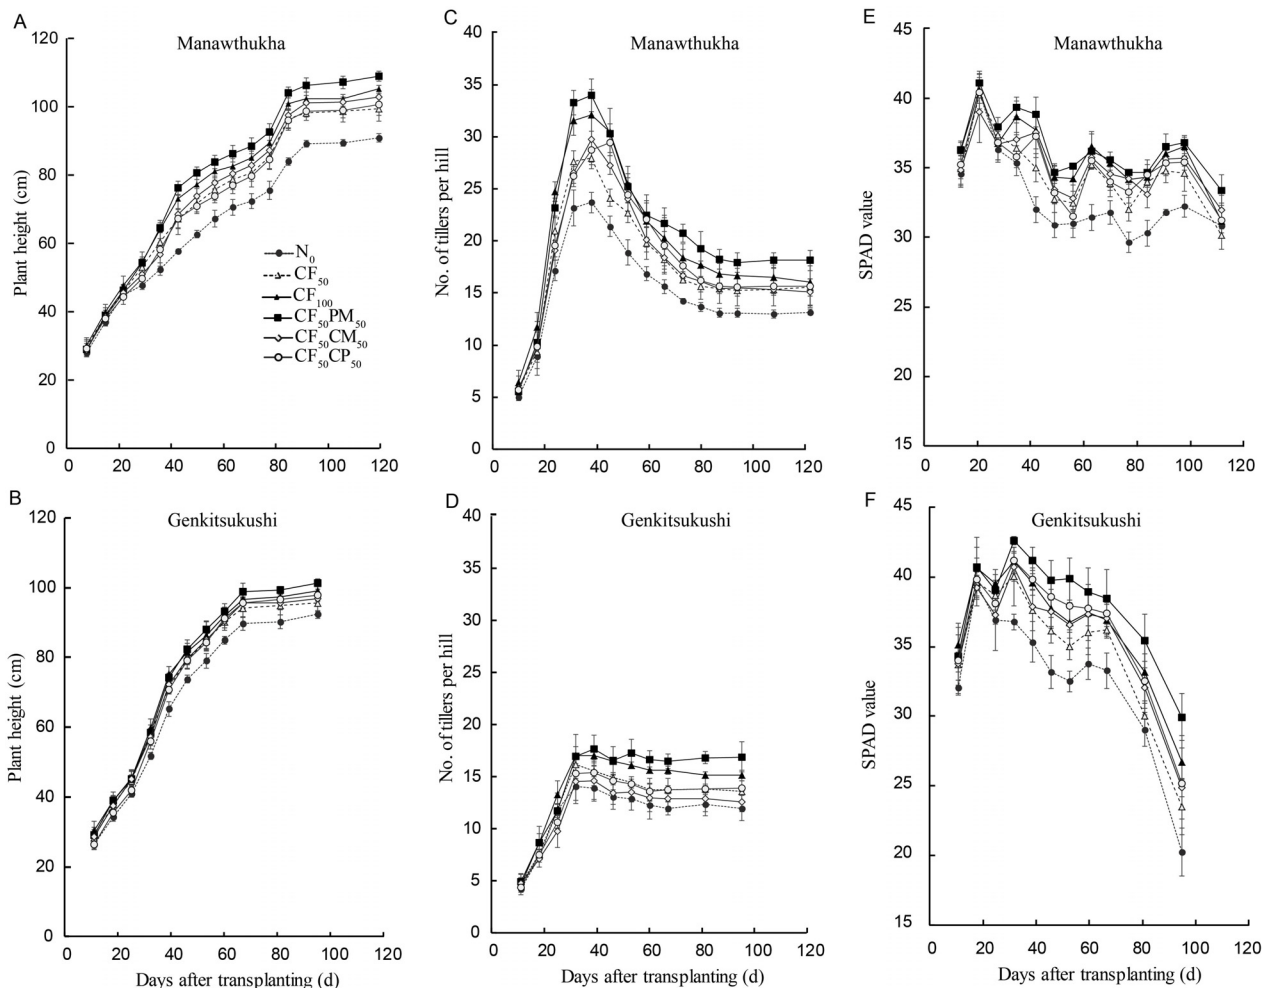 A
Manawthukha
120
100
80
60
40
20
0
Plant height (cm)
0 20 40 60 80 100 120
N0
CF50
CF100
CF50PM50
CF50CM50
CF50CP50
C
Manawthukha
40
35
30
25
20
15
10
5
0
No. of tillers per hill
0 20 40 60 80 100 120
E
Manawthukha
45
40
35
30
25
20
15
SPAD value
0 20 40 60 80 100 120
B
Genkitsukushi
120
100
80
60
40
20
0
Plant height (cm)
0 20 40 60 80 100 120
Days after transplanting (d)
D
Genkitsukushi
40
35
30
25
20
15
10
5
0
No. of tillers per hill
0 20 40 60 80 100 120
Days after transplanting (d)
F
Genkitsukushi
45
40
35
30
25
20
15
SPAD value
0 20 40 60 80 100 120
Days after transplanting (d)